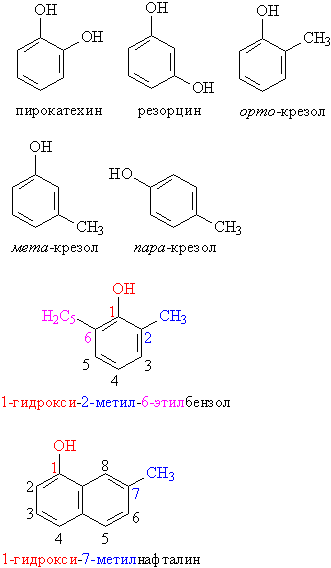 OH
OH
OH
OH
OH
CH3
пирокатехин резорцин орто-крезол
OH
HO
CH3
CH3
мета-крезол пара-крезол
OH
H2C5 1 CH3
6 2
5 3
4
1-гидрокси-2-метил-6-этилбензол
OH
1 8 CH3
2 7
3 6
4 5
1-гидрокси-7-метилнафталин